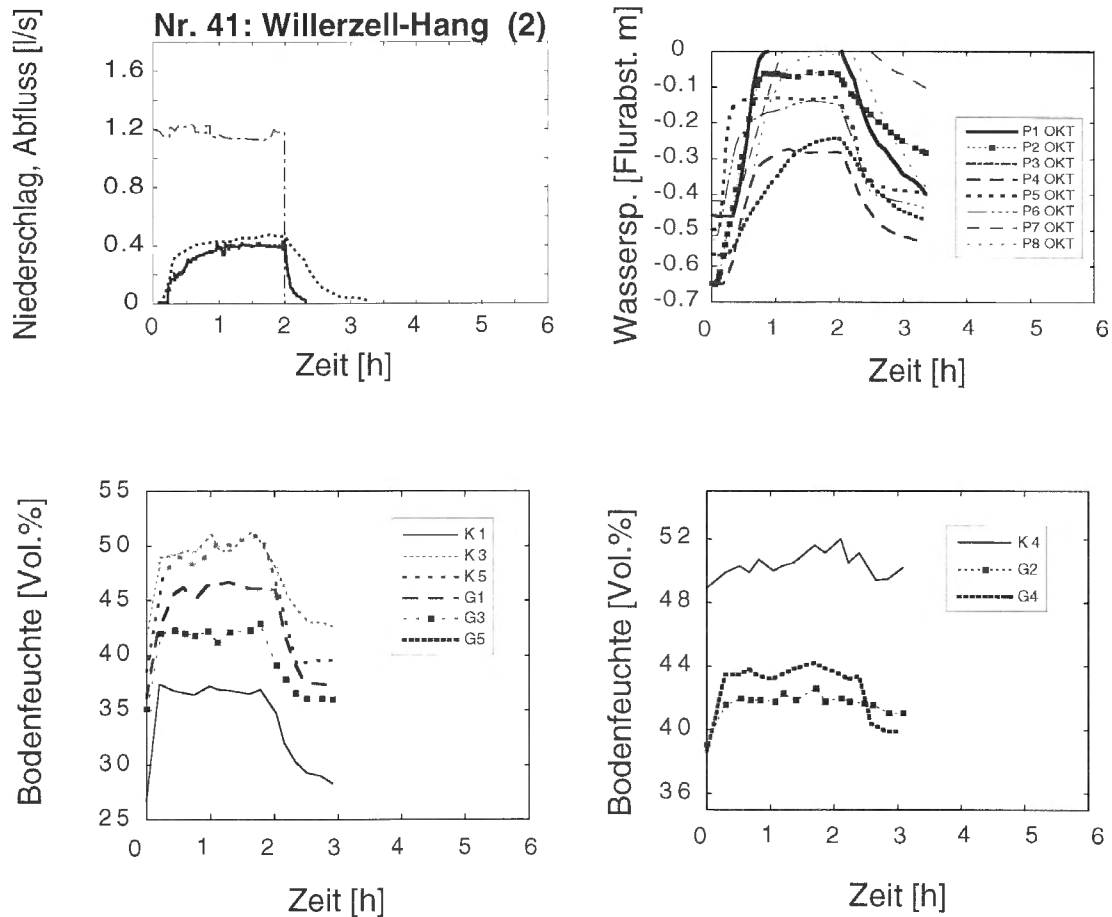 Nr. 41: Willerzell-Hang (2)
Niederschlag, Abfluss [l/s]
1.6
1.2
0.8
0.4
0
0 1 2 3 4 5 6
Zeit [h]
Wassersp. [Flurabst. m]
0
-0.1
-0.2
-0.3
-0.4
-0.5
-0.6
-0.7
0 1 2 3 4 5 6
Zeit [h]
P1 OKT
P2 OKT
P3 OKT
P4 OKT
P5 OKT
P6 OKT
P7 OKT
P8 OKT
Bodenfeuchte [Vol.%]
55
50
45
40
35
30
25
0 1 2 3 4 5 6
Zeit [h]
K1
K3
K5
G1
G3
G5
Bodenfeuchte [Vol.%]
52
48
44
40
36
0 1 2 3 4 5 6
Zeit [h]
K4
G2
G4